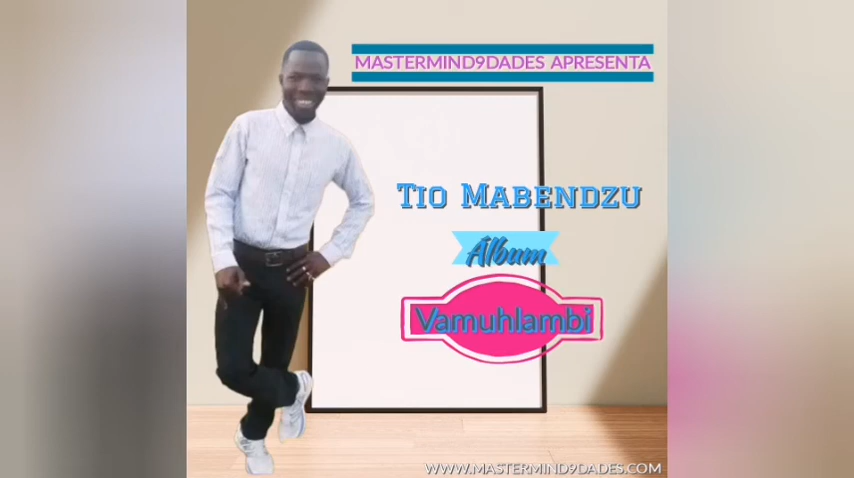 MASTERMIND9DADES APRESENTA
Tio Mabendzu
Álbum
Vamuhlambi
WWW.MASTERMIND9DADES.COM